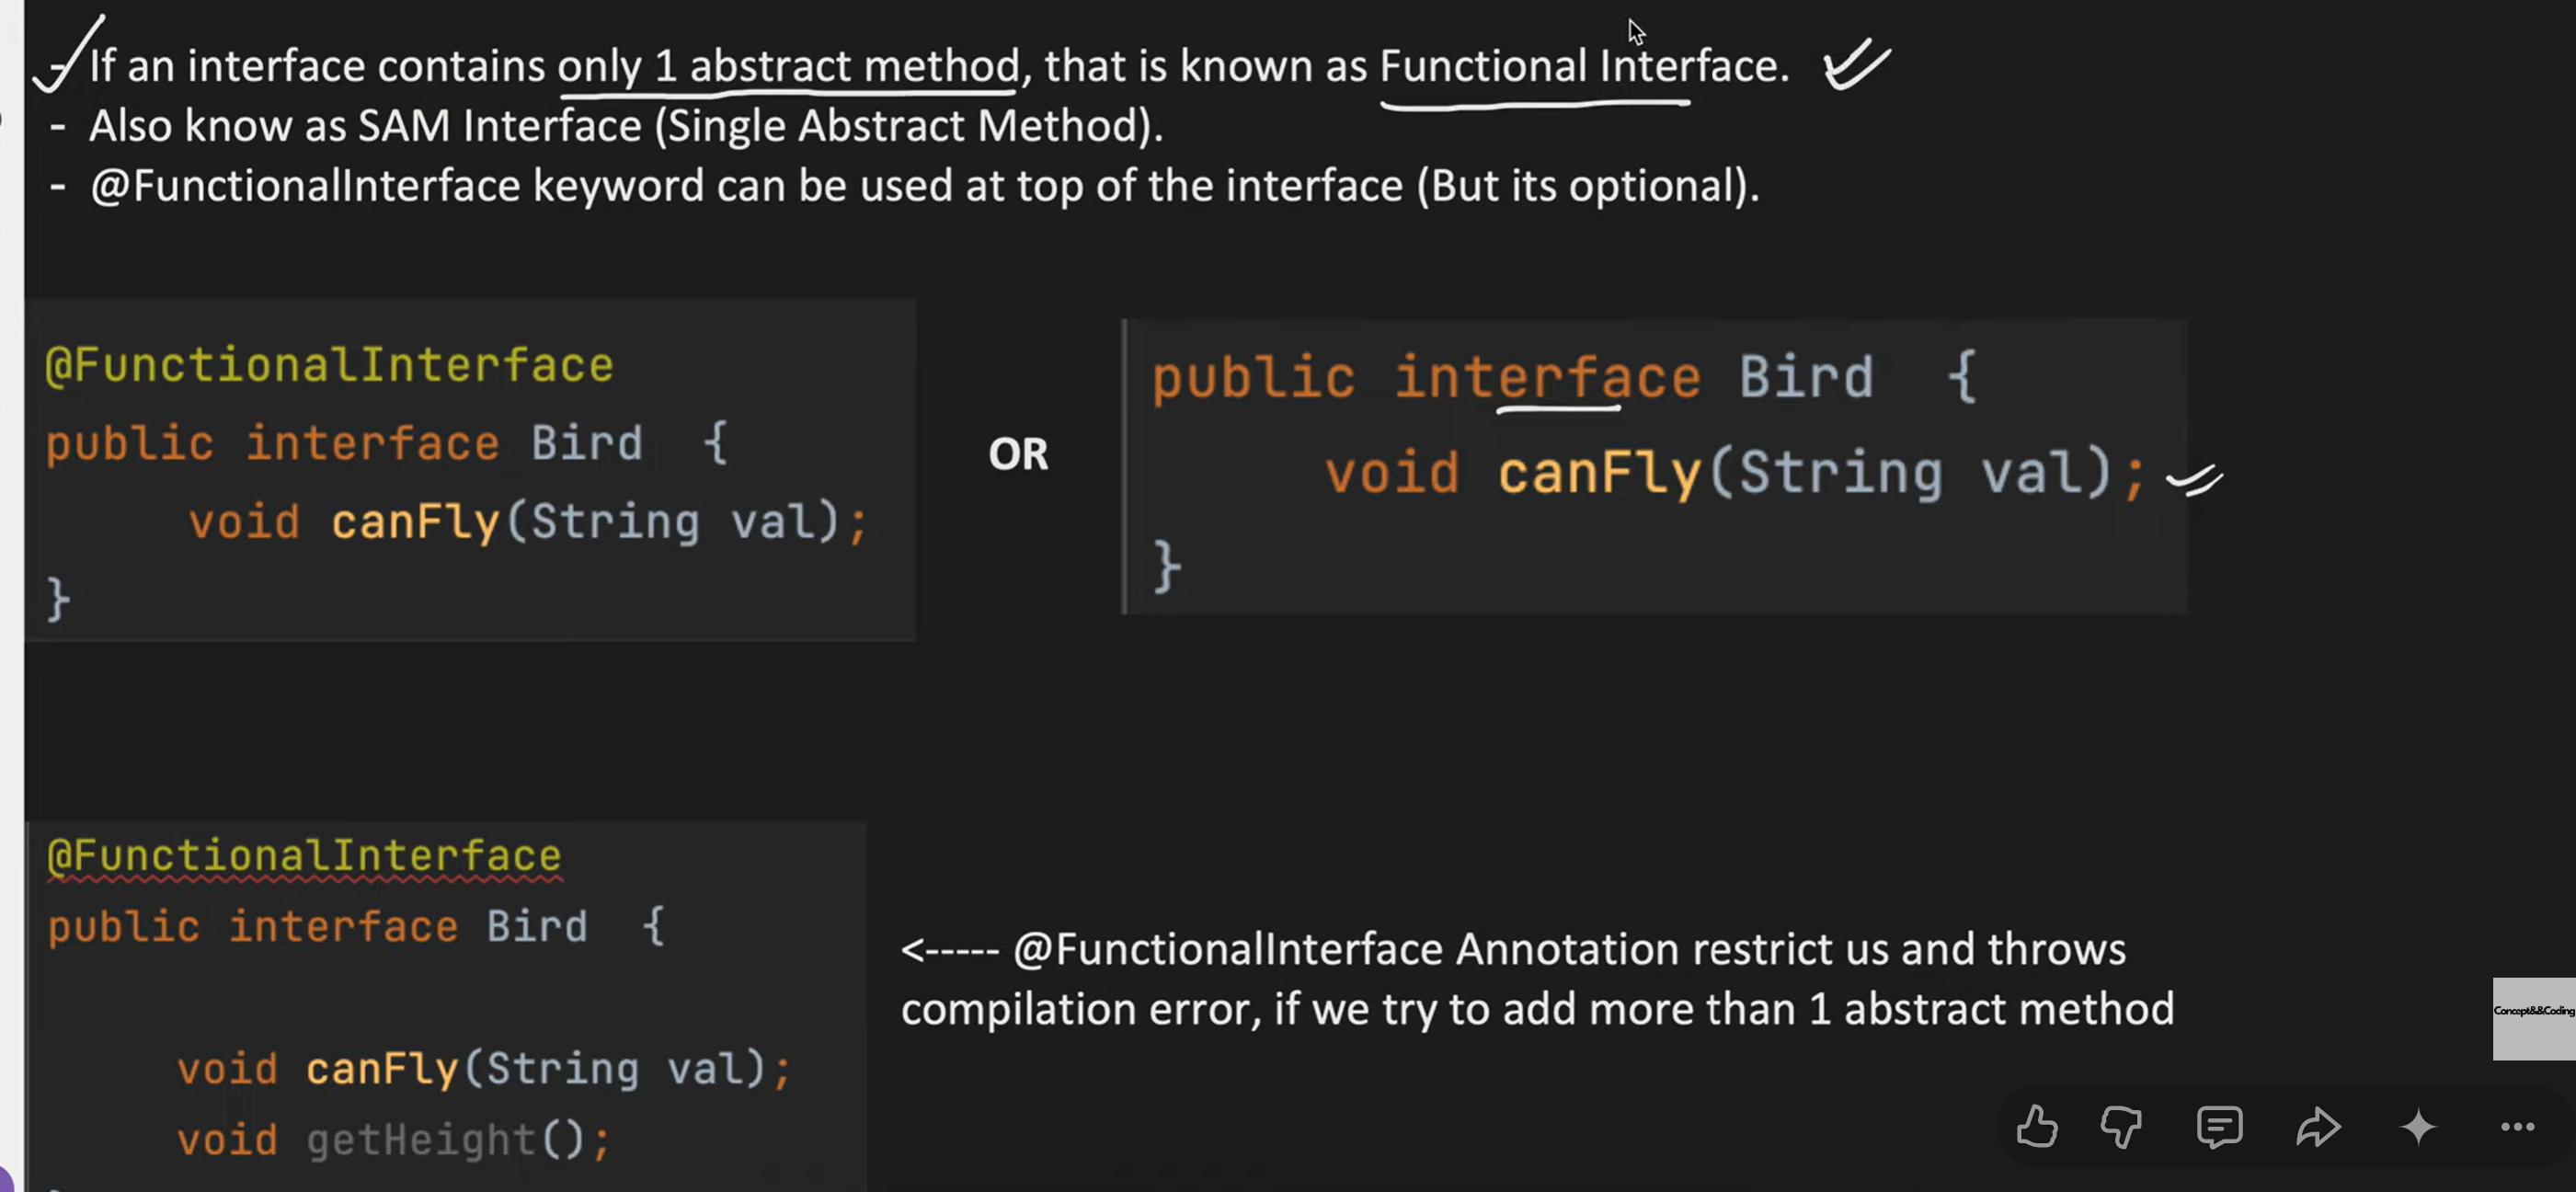 - If an interface contains only 1 abstract method, that is known as Functional Interface.
- Also know as SAM Interface (Single Abstract Method).
- @FunctionalInterface keyword can be used at top of the interface (But its optional).
@FunctionalInterface
public interface Bird {
void canFly(String val);
}
OR
public interface Bird {
void canFly(String val);
}
@FunctionalInterface
public interface Bird {
void canFly(String val);
void getHeight();
<----- @FunctionalInterface Annotation restrict us and throws
compilation error, if we try to add more than 1 abstract method
Concept&&Coding